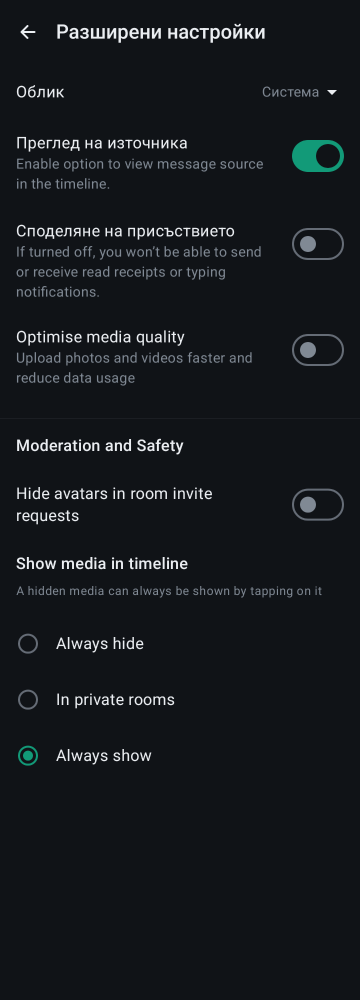 Разширени настройки
Облик
Система
Преглед на източника
Enable option to view message source
in the timeline.
Споделяне на присъствието
If turned off, you won’t be able to send
or receive read receipts or typing
notifications.
Optimise media quality
Upload photos and videos faster and
reduce data usage
Moderation and Safety
Hide avatars in room invite
requests
Show media in timeline
A hidden media can always be shown by tapping on it
Always hide
In private rooms
Always show